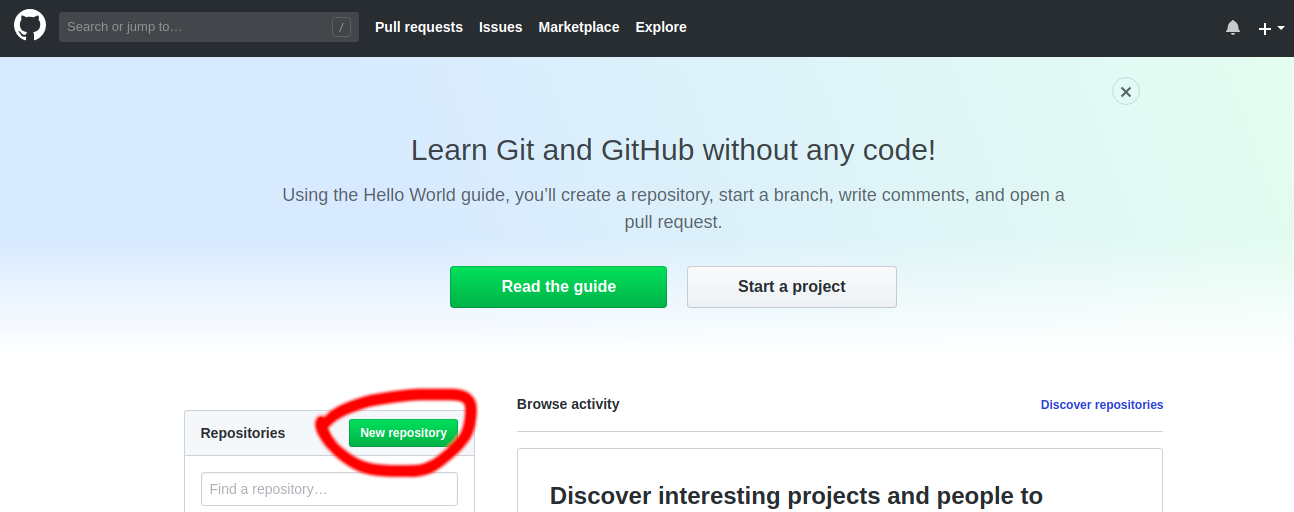 Search or jump to…
/
Pull requests
Issues
Marketplace
Explore
Learn Git and GitHub without any code!
Using the Hello World guide, you’ll create a repository, start a branch, write comments, and open a
pull request.
Read the guide
Start a project
Repositories
New repository
Find a repository…
Browse activity
Discover repositories
Discover interesting projects and people to